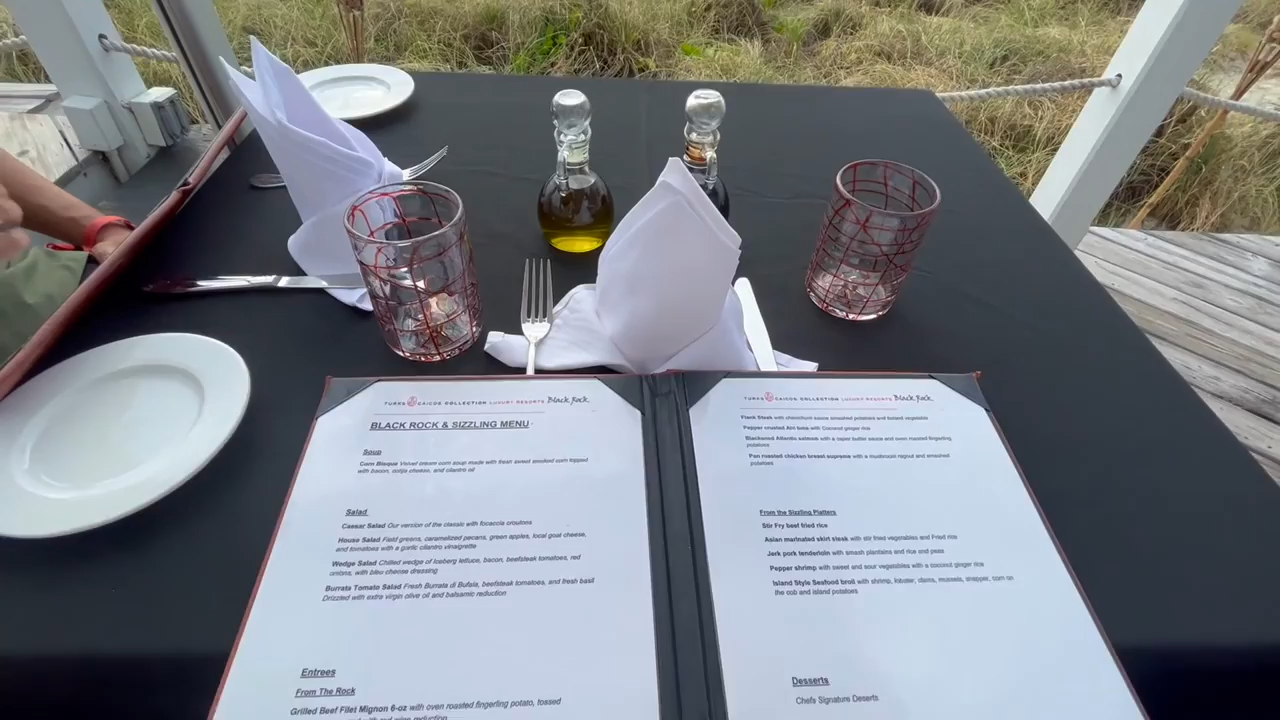 TURKS & CAICOS COLLECTION LUXURY RESORTS Black Rock
BLACK ROCK & SIZZLING MENU
Soup
Corn Bisque Velvet cream corn soup made with fresh sweet smoked corn topped
with bacon, cotija cheese, and cilantro oil
Salad
Caesar Salad Our version of the classic with focaccia croutons
House Salad Field greens, caramelized pecans, green apples, local goat cheese,
and tomatoes with a garlic cilantro vinaigrette
Wedge Salad Chilled wedge of Iceberg lettuce, bacon, beefsteak tomatoes, red
onions, with bleu cheese dressing
Burrata Tomato Salad Fresh Burrata di Bufala, beefsteak tomatoes, and fresh basil
Drizzled with extra virgin olive oil and balsamic reduction
Entrees
From The Rock
Grilled Beef Filet Mignon 6-oz with oven roasted fingerling potato, tossed
and with red wine reduction
TURKS & CAICOS COLLECTION LUXURY RESORTS Black Rock
Flank Steak with chimichurri sauce smashed potatoes and island vegetable
Pepper crusted Ahi tuna with Coconut ginger rice
Blackened Atlantic salmon with a caper butter sauce and oven roasted fingerling
potatoes
Pan roasted chicken breast supreme with a mushroom ragout and smashed
potatoes
From the Sizzling Platters
Stir Fry beef fried rice
Asian marinated skirt steak with stir fried vegetables and Fried rice
Jerk pork tenderloin with smash plantains and rice and peas
Pepper shrimp with sweet and sour vegetables with a coconut ginger rice
Island Style Seafood broil with shrimp, lobster, clams, mussels, snapper, corn on
the cob and island potatoes
Desserts
Chefs Signature Deserts